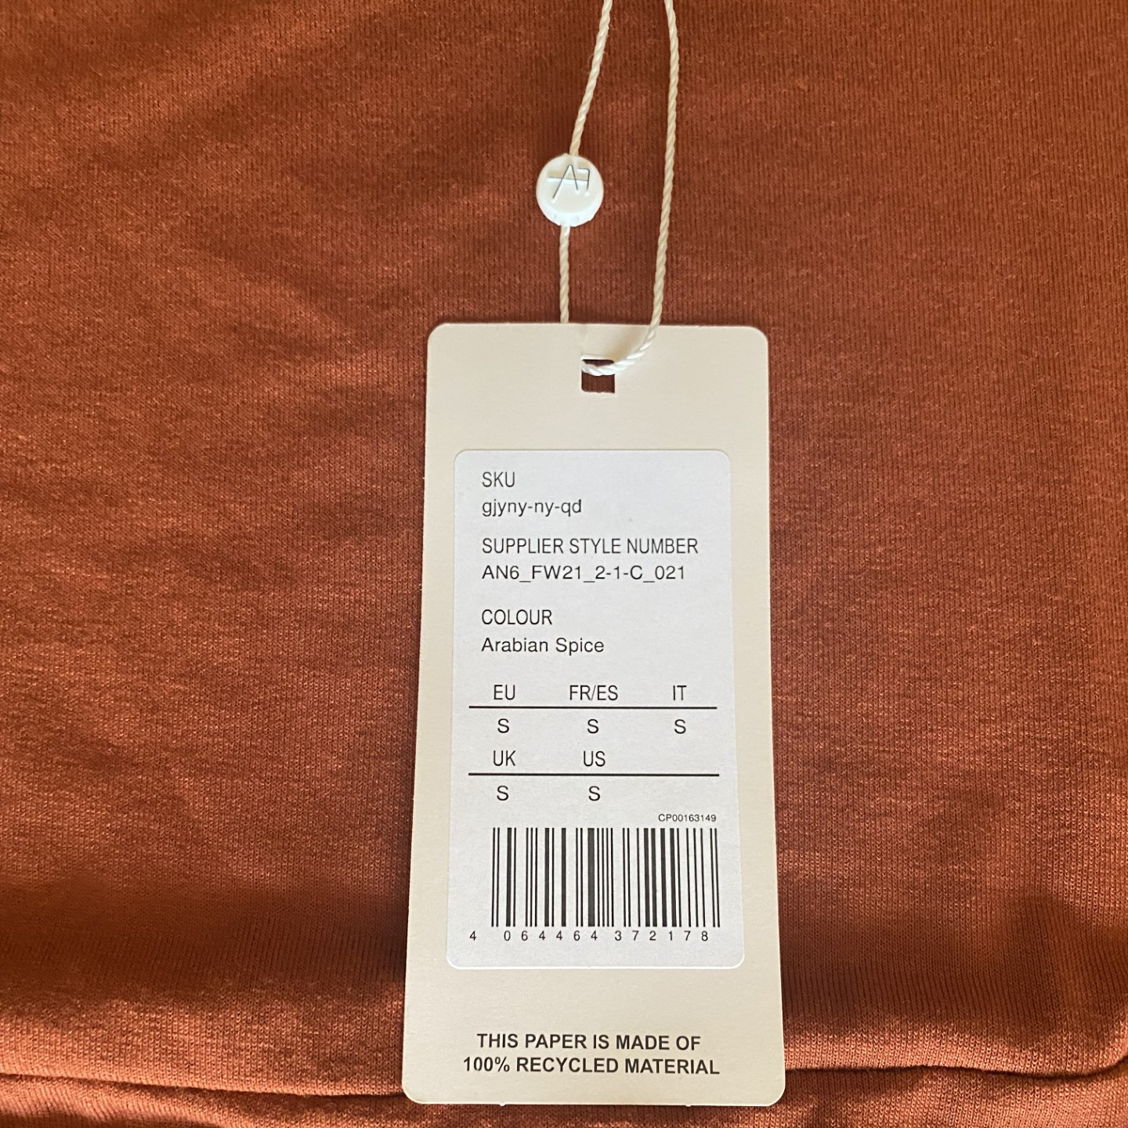 SKU
gjyny-ny-qd
SUPPLIER STYLE NUMBER
AN6_FW21_2-1-C_021
COLOUR
Arabian Spice
EU FR/ES IT
S S S
UK US
S S
CP00163149
4 064464 372178
THIS PAPER IS MADE OF
100% RECYCLED MATERIAL